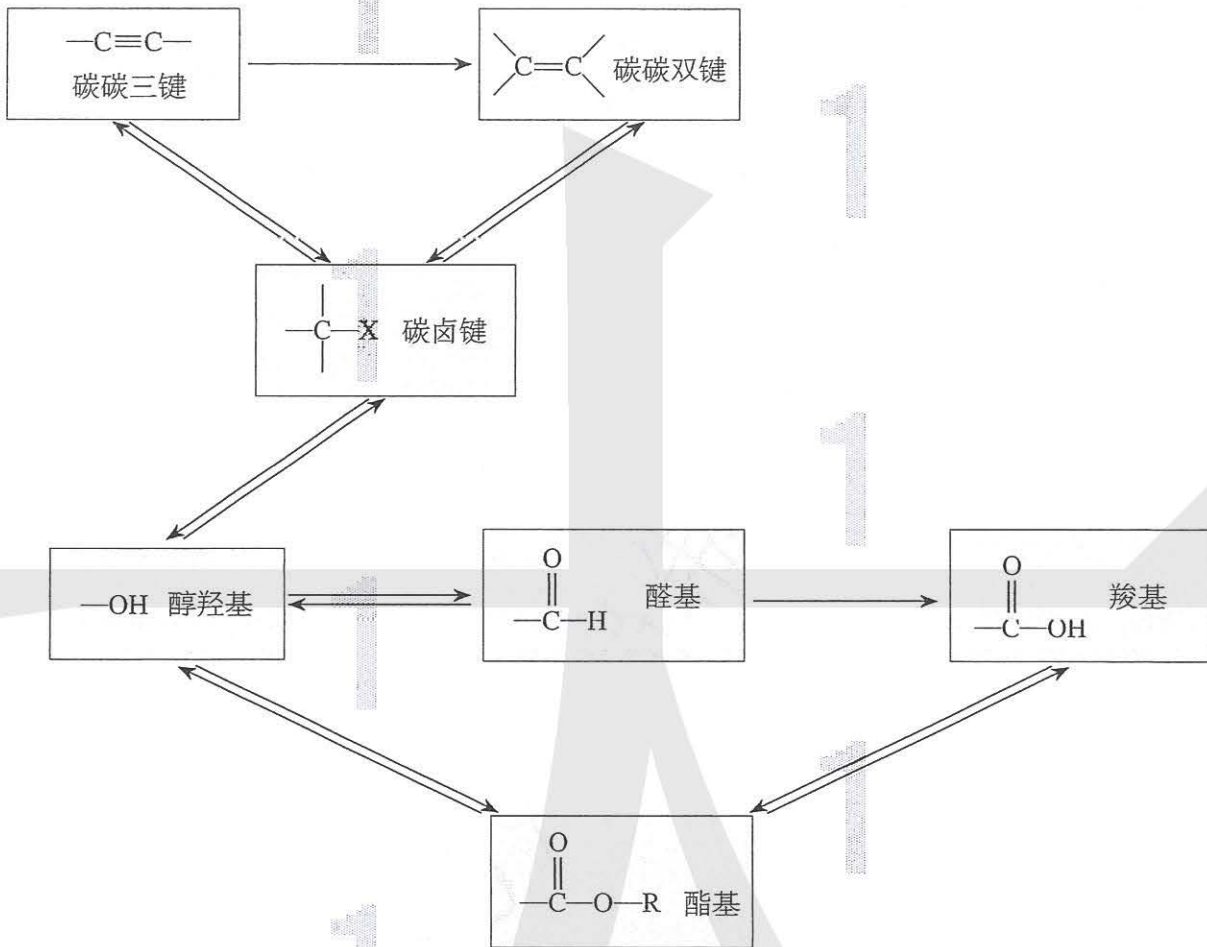 —C≡C—
碳碳三键
C=C 碳碳双键
—C—X 碳卤键
—OH 醇羟基
O
—C—H
醛基
O
—C—OH
羧基
O
—C—O—R 酯基